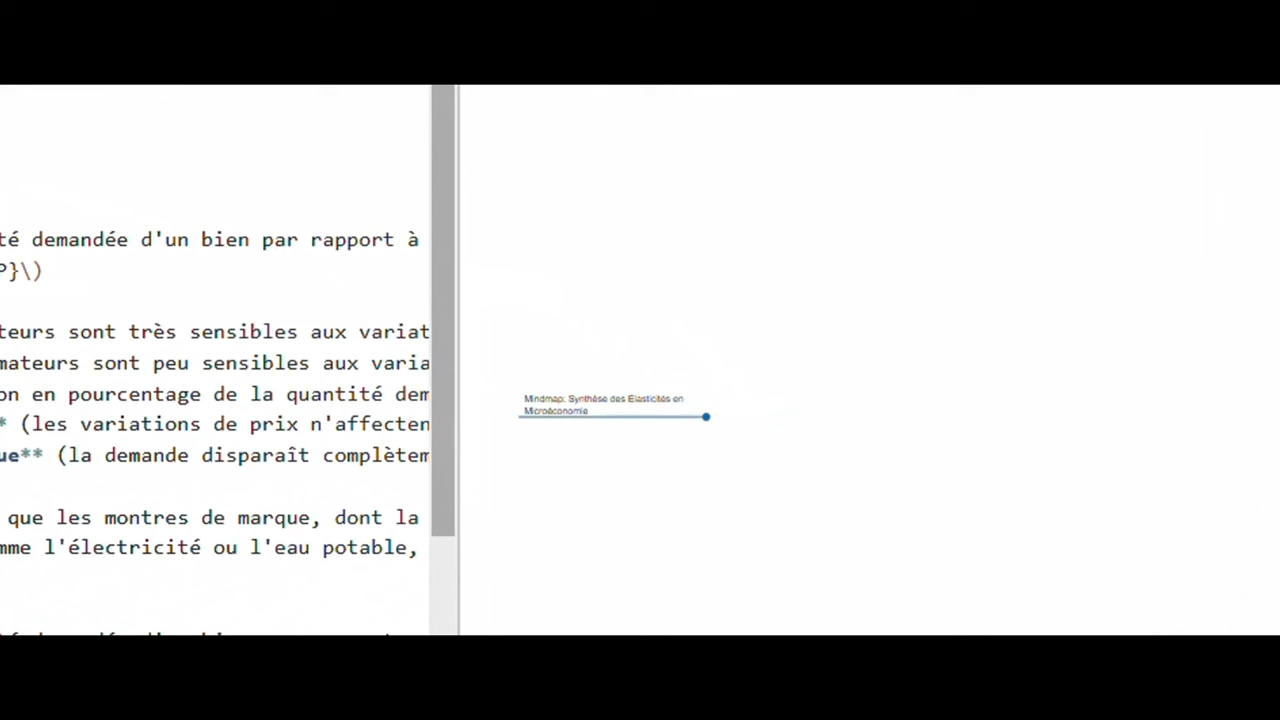 té demandée d'un bien par rapport à
P}\)
teurs sont très sensibles aux variat
mateurs sont peu sensibles aux varia
on en pourcentage de la quantité dem
* (les variations de prix n'affecten
ue** (la demande disparaît complètem
que les montres de marque, dont la
mme l'électricité ou l'eau potable,
Mindmap: Synthèse des Élasticités en
Microéconomie